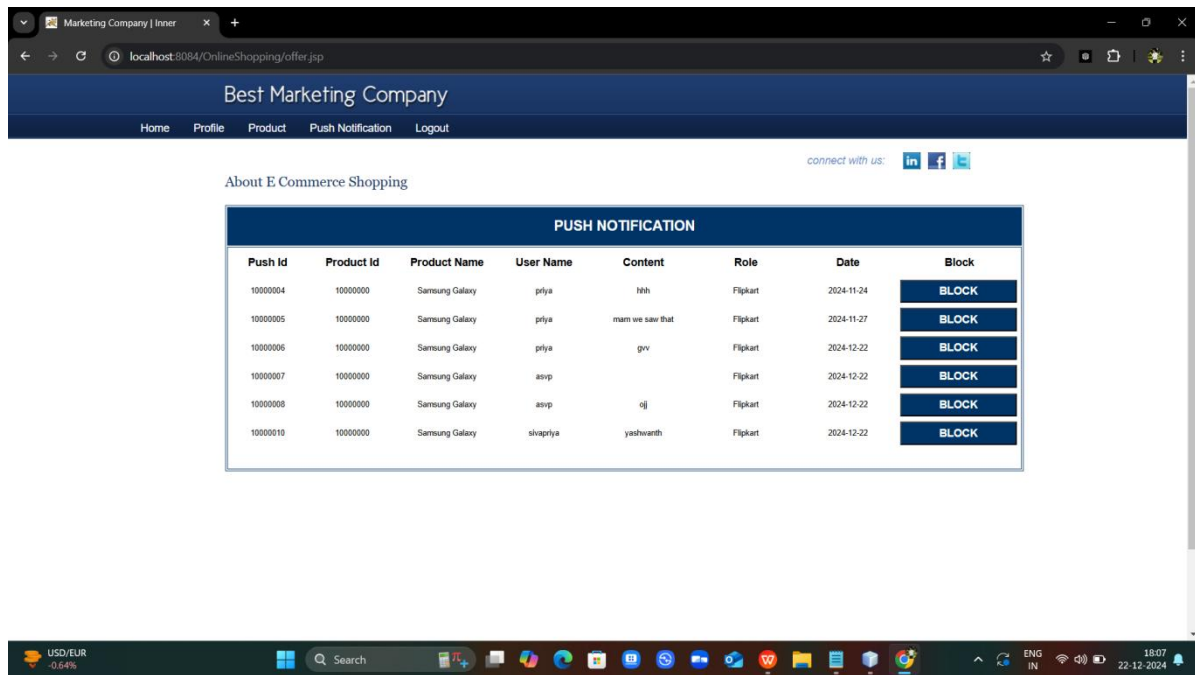 Marketing Company | Inner
localhost:8084/OnlineShopping/offer.jsp
Best Marketing Company
Home Profile Product Push Notification Logout
connect with us: in f t
About E Commerce Shopping
PUSH NOTIFICATION
Push Id Product Id Product Name User Name Content Role Date Block
10000004 10000000 Samsung Galaxy priya hhh Flipkart 2024-11-24 BLOCK
10000005 10000000 Samsung Galaxy priya mam we saw that Flipkart 2024-11-27 BLOCK
10000006 10000000 Samsung Galaxy priya gvv Flipkart 2024-12-22 BLOCK
10000007 10000000 Samsung Galaxy asvp Flipkart 2024-12-22 BLOCK
10000008 10000000 Samsung Galaxy asvp ojj Flipkart 2024-12-22 BLOCK
10000010 10000000 Samsung Galaxy sivapriya yashwanth Flipkart 2024-12-22 BLOCK
USD/EUR
-0.64%
Search
ENG
IN
18:07
22-12-2024